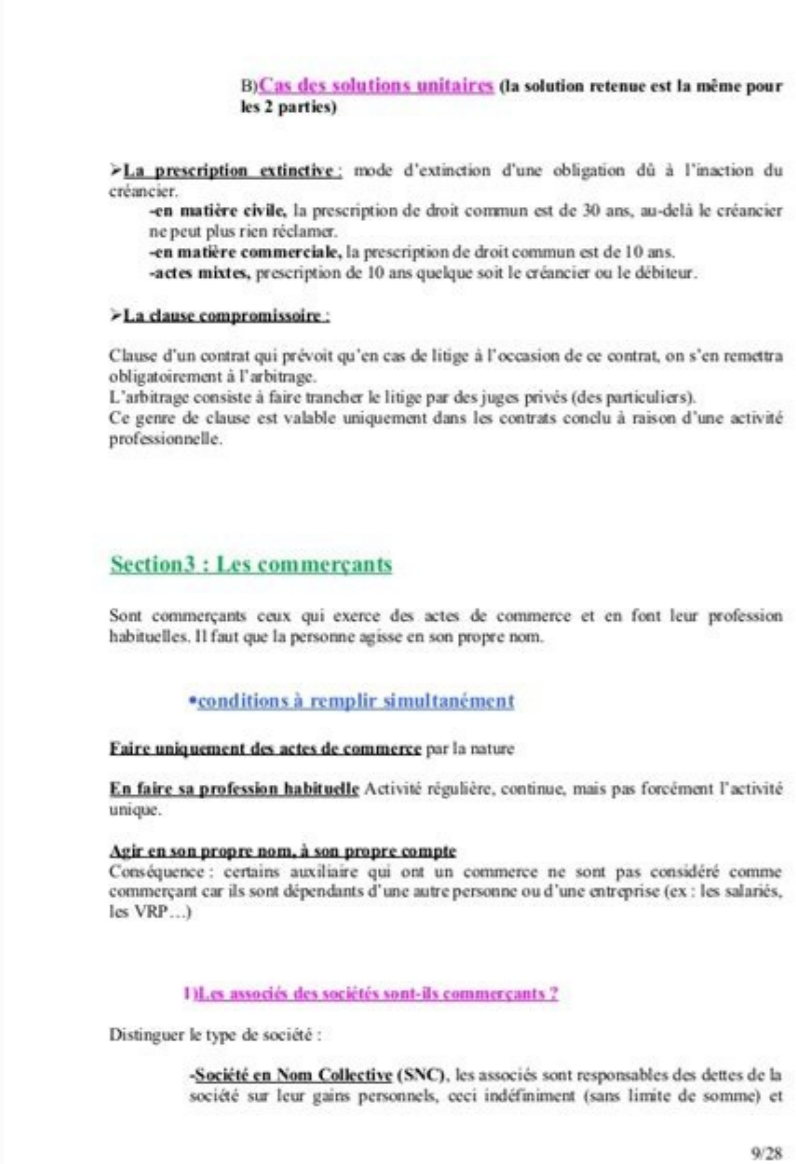 B)Cas des solutions unitaires (la solution retenue est la même pour
les 2 parties)
➢La prescription extinctive : mode d'extinction d'une obligation dû à l'inaction du
créancier.
-en matière civile, la prescription de droit commun est de 30 ans, au-delà le créancier
ne peut plus rien réclamer.
-en matière commerciale, la prescription de droit commun est de 10 ans.
-actes mixtes, prescription de 10 ans quelque soit le créancier ou le débiteur.
➢La clause compromissoire :
Clause d'un contrat qui prévoit qu'en cas de litige à l'occasion de ce contrat, on s'en remettra
obligatoirement à l'arbitrage.
L'arbitrage consiste à faire trancher le litige par des juges privés (des particuliers).
Ce genre de clause est valable uniquement dans les contrats conclu à raison d'une activité
professionnelle.
Section3 : Les commerçants
Sont commerçants ceux qui exerce des actes de commerce et en font leur profession
habituelles. Il faut que la personne agisse en son propre nom.
•conditions à remplir simultanément
Faire uniquement des actes de commerce par la nature
En faire sa profession habituelle Activité régulière, continue, mais pas forcément l'activité
unique.
Agir en son propre nom, à son propre compte
Conséquence : certains auxiliaire qui ont un commerce ne sont pas considéré comme
commerçant car ils sont dépendants d'une autre personne ou d'une entreprise (ex : les salariés,
les VRP…)
1)Les associés des sociétés sont-ils commerçants ?
Distinguer le type de société :
-Société en Nom Collective (SNC), les associés sont responsables des dettes de la
société sur leur gains personnels, ceci indéfiniment (sans limite de somme) et
9/28